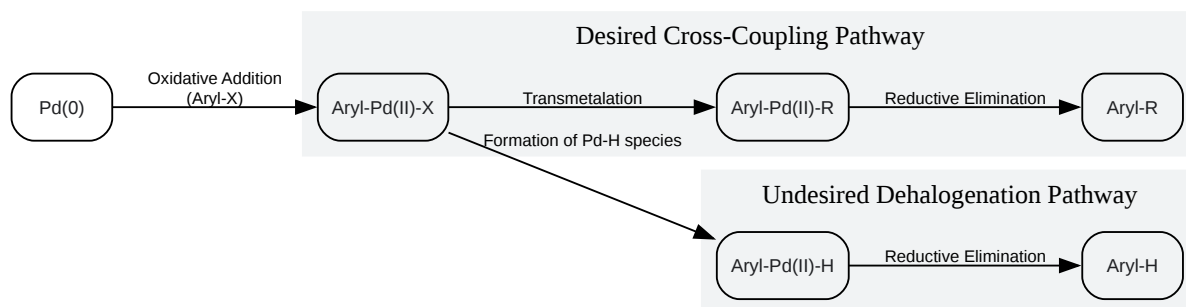 Desired Cross-Coupling Pathway
Pd(0)
Oxidative Addition
(Aryl-X)
Aryl-Pd(II)-X
Transmetalation
Aryl-Pd(II)-R
Reductive Elimination
Aryl-R
Formation of Pd-H species
Undesired Dehalogenation Pathway
Aryl-Pd(II)-H
Reductive Elimination
Aryl-H